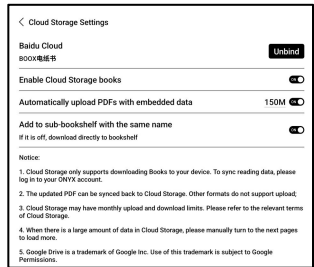 < Cloud Storage Settings
Baidu Cloud
BOOX电纸书
Unbind
Enable Cloud Storage books
ON
Automatically upload PDFs with embedded data
150M ON
Add to sub-bookshelf with the same name
If it is off, download directly to bookshelf
ON
Notice:
1. Cloud Storage only supports downloading Books to your device. To sync reading data, please
log in to your ONYX account.
2. The updated PDF can be synced back to Cloud Storage. Other formats do not support upload;
3. Cloud Storage may have monthly upload and download limits. Please refer to the relevant terms
of Cloud Storage.
4. When there is a large amount of data in Cloud Storage, please manually turn to the next pages
to load more.
5. Google Drive is a trademark of Google Inc. Use of this trademark is subject to Google
Permissions.